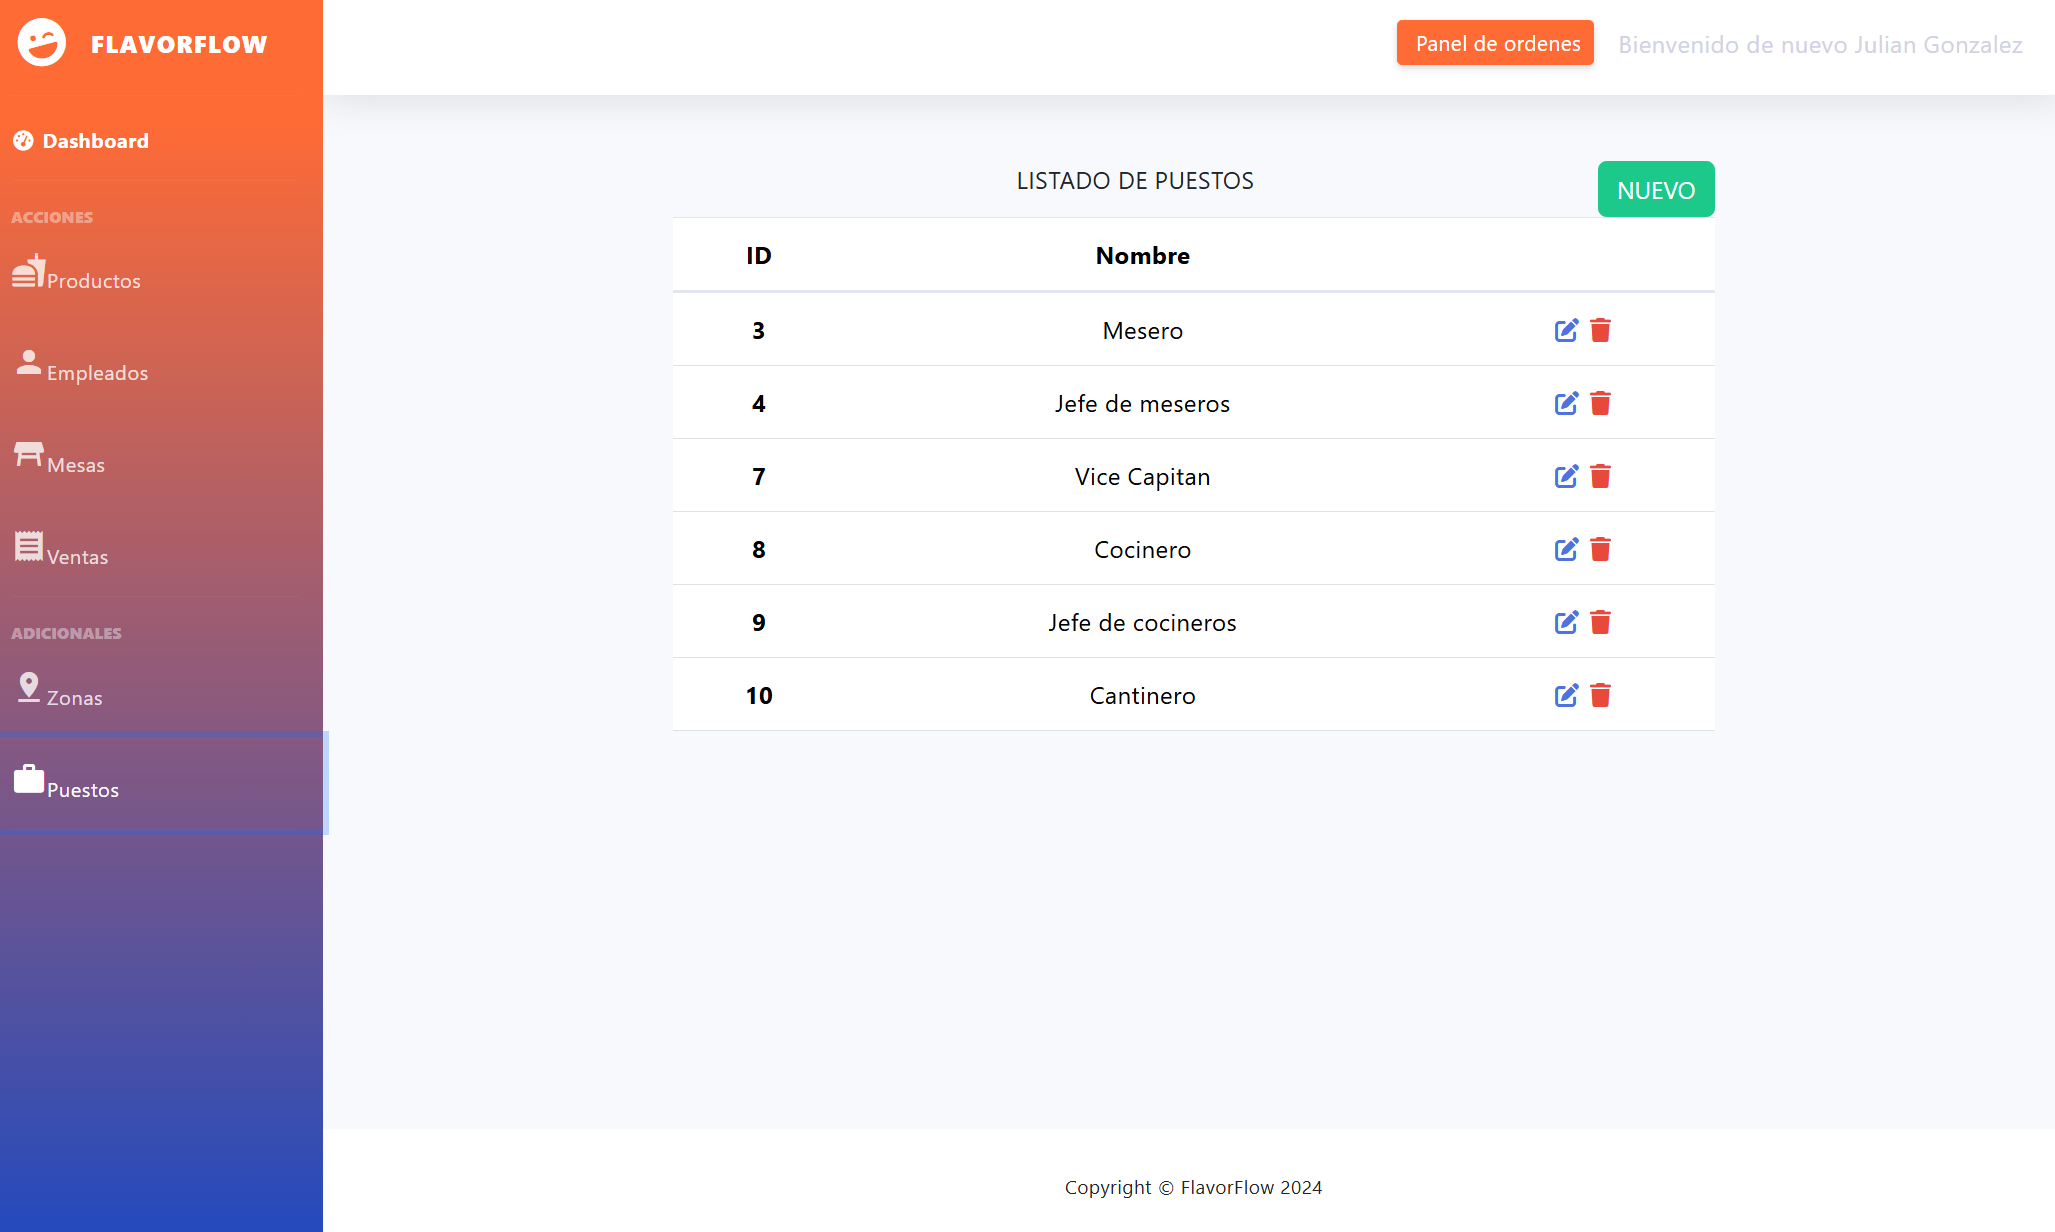 FLAVORFLOW
Panel de ordenes
Bienvenido de nuevo Julian Gonzalez
Dashboard
ACCIONES
Productos
Empleados
Mesas
Ventas
ADICIONALES
Zonas
Puestos
LISTADO DE PUESTOS
NUEVO
ID Nombre
3 Mesero
4 Jefe de meseros
7 Vice Capitan
8 Cocinero
9 Jefe de cocineros
10 Cantinero
Copyright © FlavorFlow 2024